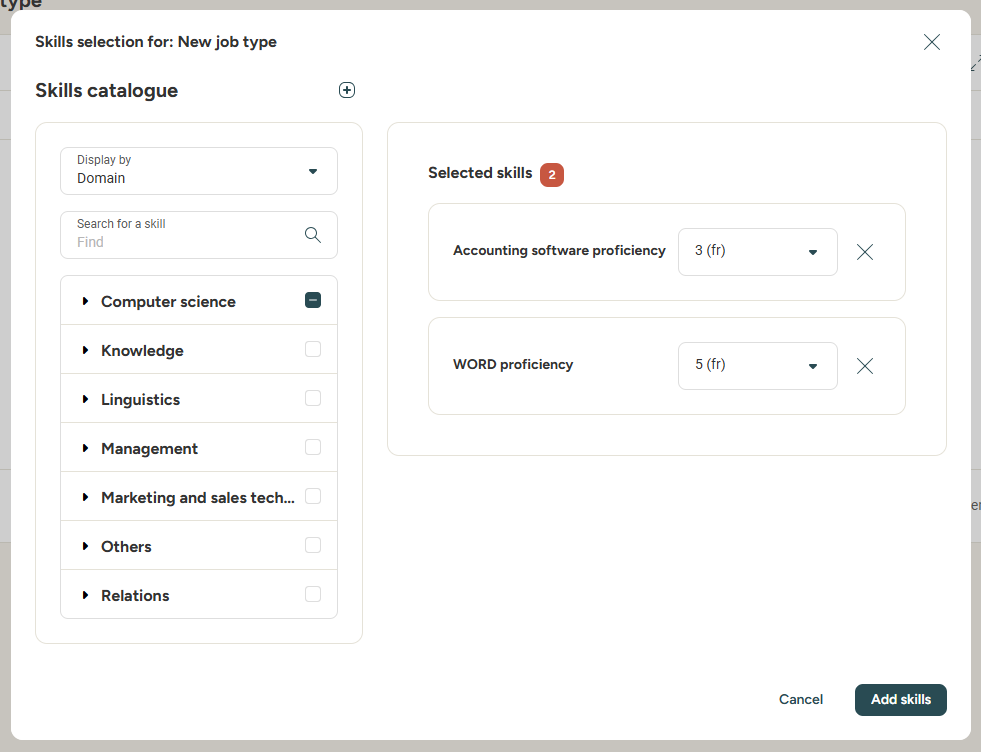 type
Skills selection for: New job type
Skills catalogue
Display by
Domain
Search for a skill
Find
Computer science
Knowledge
Linguistics
Management
Marketing and sales tech...
Others
Relations
Selected skills 2
Accounting software proficiency 3 (fr)
WORD proficiency 5 (fr)
Cancel Add skills